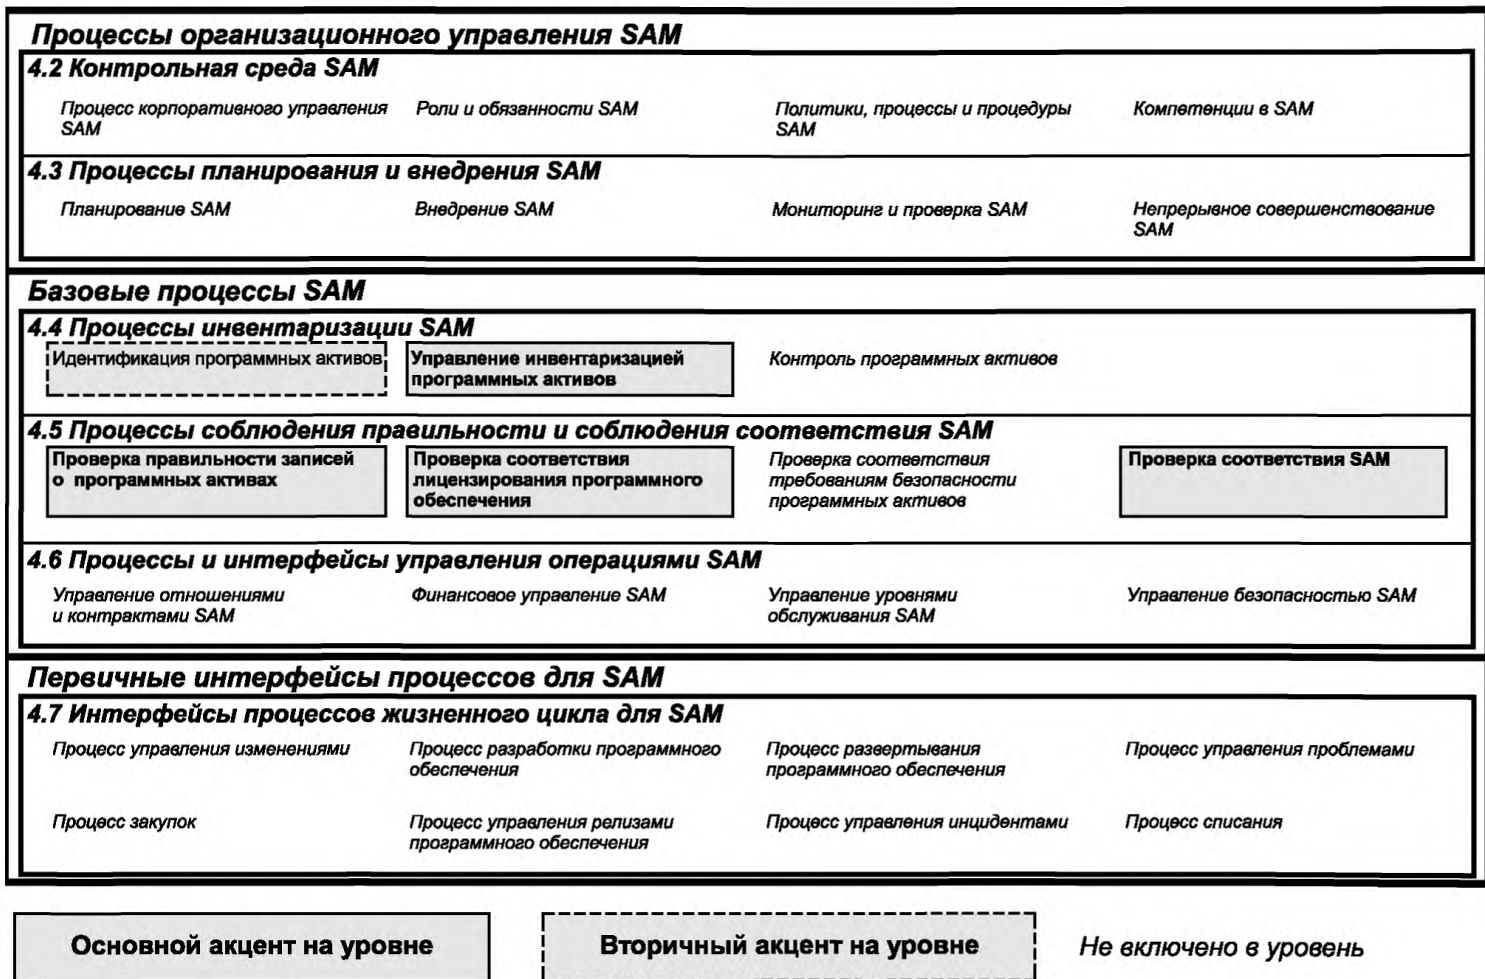 Процессы организационного управления SAM
4.2 Контрольная среда SAM
Процесс корпоративного управления
SAM
Роли и обязанности SAM
Политики, процессы и процедуры
SAM
Компетенции в SAM
4.3 Процессы планирования и внедрения SAM
Планирование SAM
Внедрение SAM
Мониторинг и проверка SAM
Непрерывное совершенствование
SAM
Базовые процессы SAM
4.4 Процессы инвентаризации SAM
Идентификация программных активов
Управление инвентаризацией
программных активов
Контроль программных активов
4.5 Процессы соблюдения правильности и соблюдения соответствия SAM
Проверка правильности записей
о программных активах
Проверка соответствия
лицензирования программного
обеспечения
Проверка соответствия
требованиям безопасности
программных активов
Проверка соответствия SAM
4.6 Процессы и интерфейсы управления операциями SAM
Управление отношениями
и контрактами SAM
Финансовое управление SAM
Управление уровнями
обслуживания SAM
Управление безопасностью SAM
Первичные интерфейсы процессов для SAM
4.7 Интерфейсы процессов жизненного цикла для SAM
Процесс управления изменениями
Процесс разработки программного
обеспечения
Процесс развертывания
программного обеспечения
Процесс управления проблемами
Процесс закупок
Процесс управления релизами
программного обеспечения
Процесс управления инцидентами
Процесс списания
Основной акцент на уровне
Вторичный акцент на уровне
Не включено в уровень